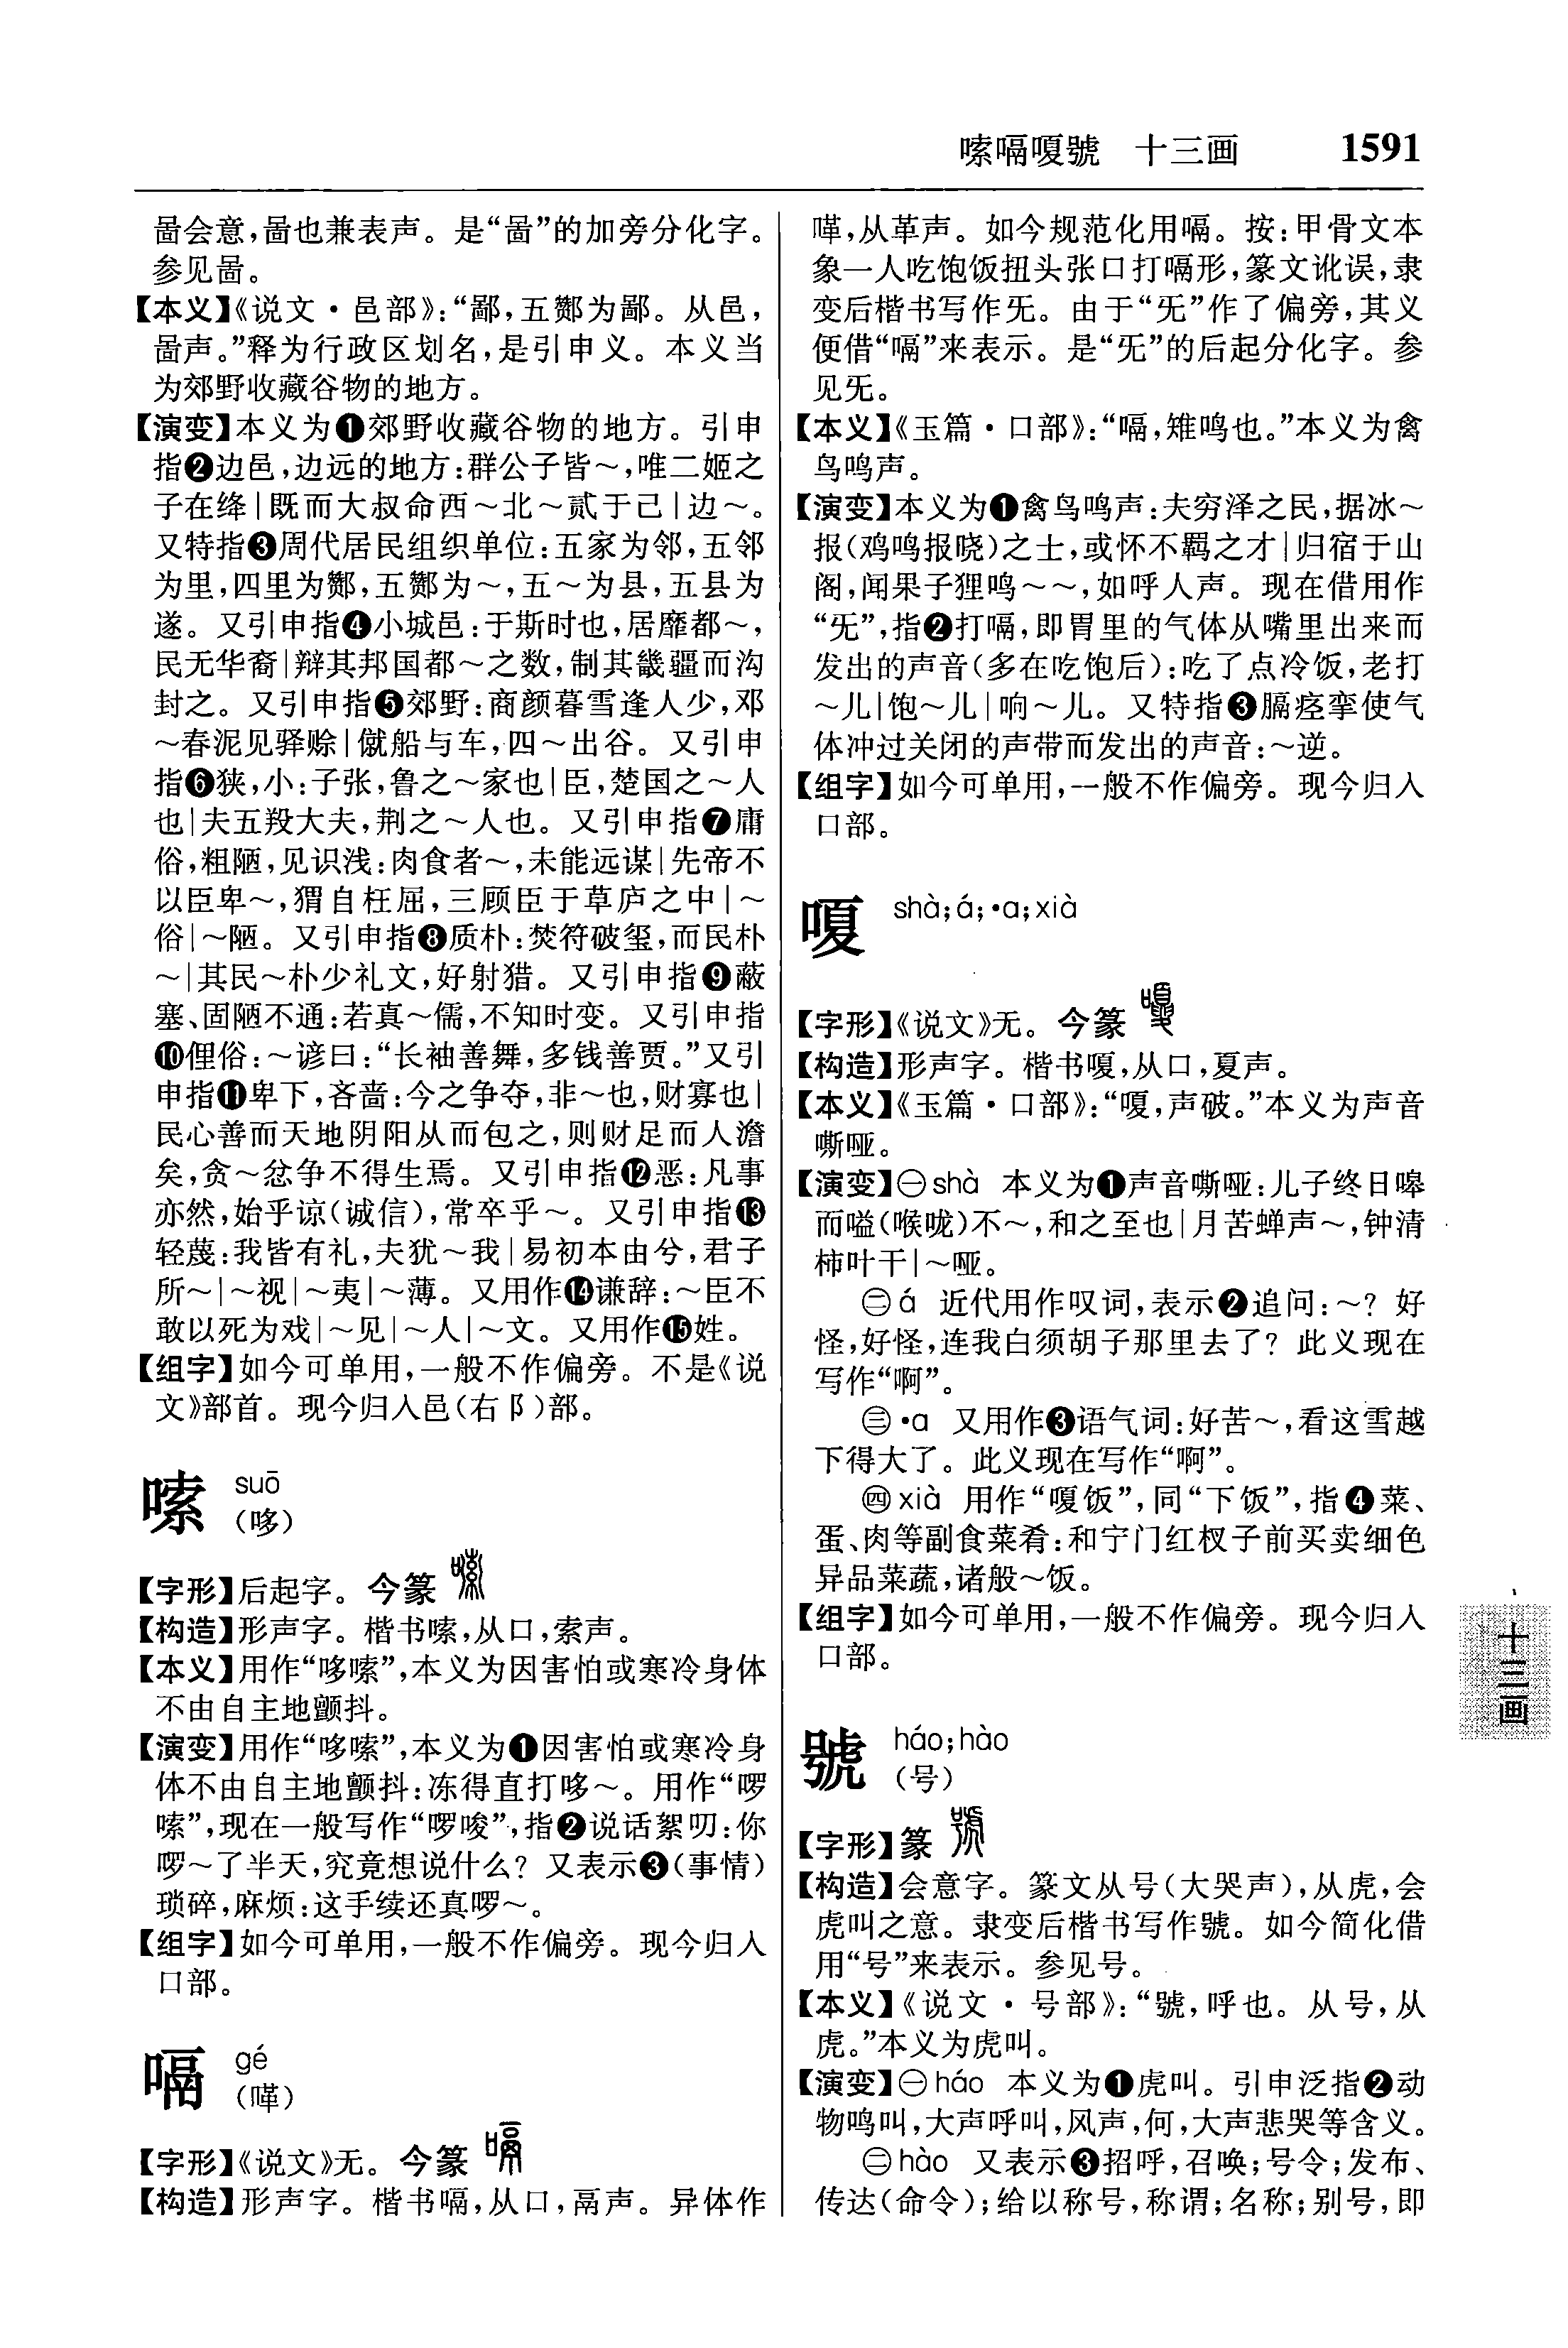 嗦嗝嗄號　十三画　1591
啚会意，啚也兼表声。是“啚”的加旁分化字。
参见啚。
【本义】《说文·邑部》：“鄙，五酂为鄙。从邑，
啚声。”释为行政区划名，是引申义。本义当
为郊野收藏谷物的地方。
【演变】本义为❶郊野收藏谷物的地方。引申
指❷边邑，边远的地方：群公子皆～，唯二姬之
子在绛|既而大叔命西～北～贰于己|边～。
又特指❸周代居民组织单位：五家为邻，五邻
为里，四里为酂，五酂为～，五～为县，五县为
遂。又引申指❹小城邑：于斯时也，居靡都～，
民无华裔|辩其邦国都～之数，制其畿疆而沟
封之。又引申指❺郊野：商颜暮雪逢人少，邓
～春泥见驿赊|僦船与车，四～出谷。又引申
指❻狭，小：子张，鲁之～家也|臣，楚国之～人
也|夫五羖大夫，荆之～人也。又引申指❼庸
俗，粗陋，见识浅：肉食者～，未能远谋|先帝不
以臣卑～，猥自枉屈，三顾臣于草庐之中|～
俗|～陋。又引申指❽质朴：焚符破玺，而民朴
～|其民～朴少礼文，好射猎。又引申指❾蔽
塞、固陋不通：若真～儒，不知时变。又引申指
❿俚俗：～谚曰：“长袖善舞，多钱善贾。”又引
申指⓫卑下，吝啬：今之争夺，非～也，财寡也|
民心善而天地阴阳从而包之，则财足而人澹
矣，贪～忿争不得生焉。又引申指⓬恶：凡事
亦然，始乎谅（诚信），常卒乎～。又引申指⓭
轻蔑：我皆有礼，夫犹～我|易初本由兮，君子
所～|～视|～夷|～薄。又用作⓮谦辞：～臣不
敢以死为戏|～见|～人|～文。又用作⓯姓。
【组字】如今可单用，一般不作偏旁。不是《说
文》部首。现今归入邑（右阝）部。
嗦 suō
（哆）
【字形】后起字。今篆
【构造】形声字。楷书嗦，从口，索声。
【本义】用作“哆嗦”，本义为因害怕或寒冷身体
不由自主地颤抖。
【演变】用作“哆嗦”，本义为❶因害怕或寒冷身
体不由自主地颤抖：冻得直打哆～。用作“啰
嗦”，现在一般写作“啰唆”，指❷说话絮叨：你
啰～了半天，究竟想说什么？又表示❸（事情）
琐碎，麻烦：这手续还真啰～。
【组字】如今可单用，一般不作偏旁。现今归入
口部。
嗝 gé
（嗶）
【字形】《说文》无。今篆
【构造】形声字。楷书嗝，从口，鬲声。异体作
㖸，从革声。如今规范化用嗝。按：甲骨文本
象一人吃饱饭扭头张口打嗝形，篆文讹误，隶
变后楷书写作旡。由于“旡”作了偏旁，其义
便借“嗝”来表示。是“旡”的后起分化字。参
见旡。
【本义】《玉篇·口部》：“嗝，雉鸣也。”本义为禽
鸟鸣声。
【演变】本义为❶禽鸟鸣声：夫穷泽之民，据冰～
报（鸡鸣报晓）之士，或怀不羁之才|归宿于山
阁，闻果子狸鸣～～，如呼人声。现在借用作
“旡”，指❷打嗝，即胃里的气体从嘴里出来而
发出的声音（多在吃饱后）：吃了点冷饭，老打
～儿|饱～儿|响～儿。又特指❸膈痉挛使气
体冲过关闭的声带而发出的声音：～逆。
【组字】如今可单用，一般不作偏旁。现今归入
口部。
嗄 shà；á；·a；xià
【字形】《说文》无。今篆
【构造】形声字。楷书嗄，从口，夏声。
【本义】《玉篇·口部》：“嗄，声破。”本义为声音
嘶哑。
【演变】㊀shà 本义为❶声音嘶哑：儿子终日嗥
而嗌（喉咙）不～，和之至也|月苦蝉声～，钟清
柿叶干|～哑。
㊁á 近代用作叹词，表示❷追问：～？好
怪，好怪，连我白须胡子那里去了？此义现在
写作“啊”。
㊂·a 又用作❸语气词：好苦～，看这雪越
下得大了。此义现在写作“啊”。
㊃xià 用作“嗄饭”，同“下饭”，指❹菜、
蛋、肉等副食菜肴：和宁门红杈子前买卖细色
异品菜蔬，诸般～饭。
【组字】如今可单用，一般不作偏旁。现今归入
口部。
號 háo；hào
（号）
【字形】篆
【构造】会意字。篆文从号（大哭声），从虎，会
虎叫之意。隶变后楷书写作號。如今简化借
用“号”来表示。参见号。
【本义】《说文·号部》：“號，呼也。从号，从
虎。”本义为虎叫。
【演变】㊀háo 本义为❶虎叫。引申泛指❷动
物鸣叫，大声呼叫，风声，何，大声悲哭等含义。
㊁hào 又表示❸招呼，召唤；号令；发布、
传达（命令）；给以称号，称谓；名称；别号，即
十三画